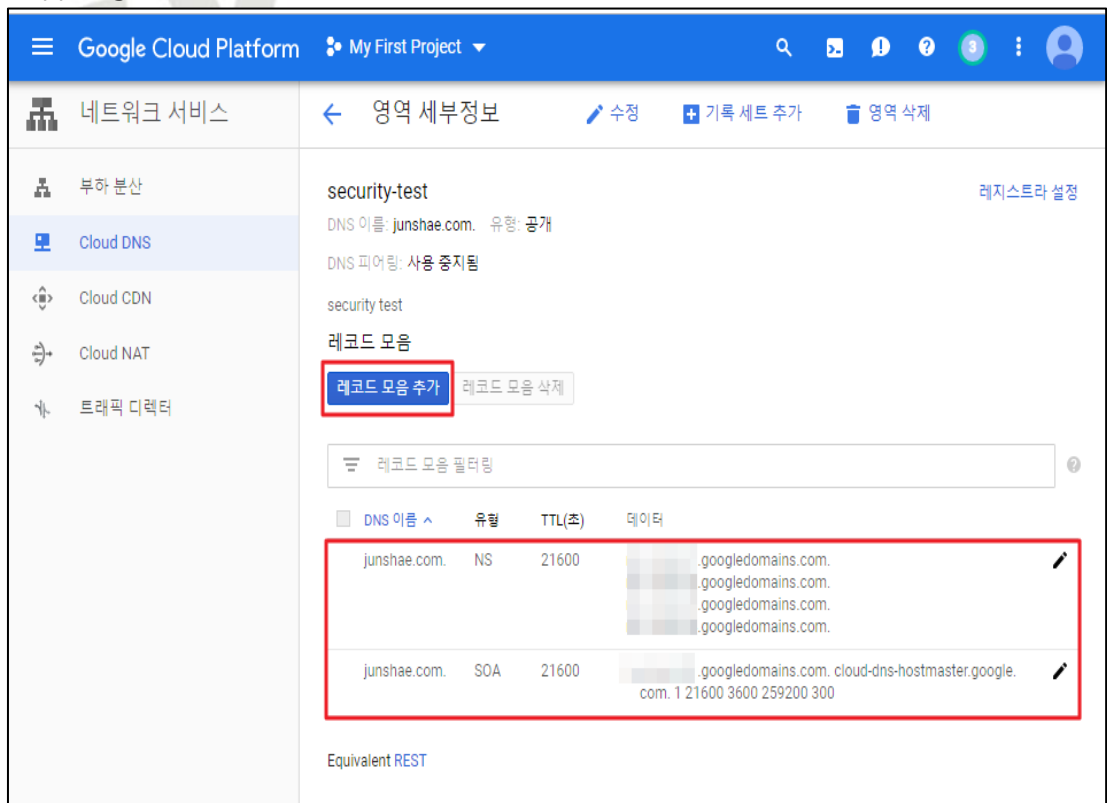 Google Cloud Platform My First Project 3
네트워크 서비스
영역 세부정보 수정 기록 세트 추가 영역 삭제
부하 분산
Cloud DNS
Cloud CDN
Cloud NAT
트래픽 디렉터
security-test 레지스트라 설정
DNS 이름: junshae.com. 유형: 공개
DNS 피어링: 사용 중지됨
security test
레코드 모음
레코드 모음 추가 레코드 모음 삭제
레코드 모음 필터링
DNS 이름 유형 TTL(초) 데이터
junshae.com. NS 21600 .googledomains.com.
.googledomains.com.
.googledomains.com.
.googledomains.com.
junshae.com. SOA 21600 .googledomains.com. cloud-dns-hostmaster.google.
com. 1 21600 3600 259200 300
Equivalent REST